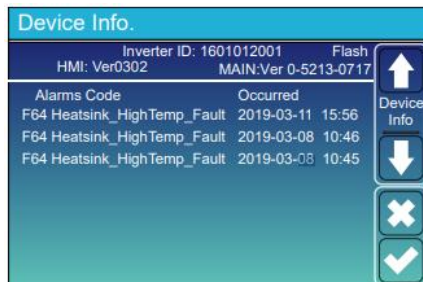 Device Info.
Inverter ID: 1601012001 Flash
HMI: Ver0302 MAIN:Ver 0-5213-0717
Alarms Code Occurred
F64 Heatsink_HighTemp_Fault 2019-03-11 15:56
F64 Heatsink_HighTemp_Fault 2019-03-08 10:46
F64 Heatsink_HighTemp_Fault 2019-03-08 10:45
Device
Info